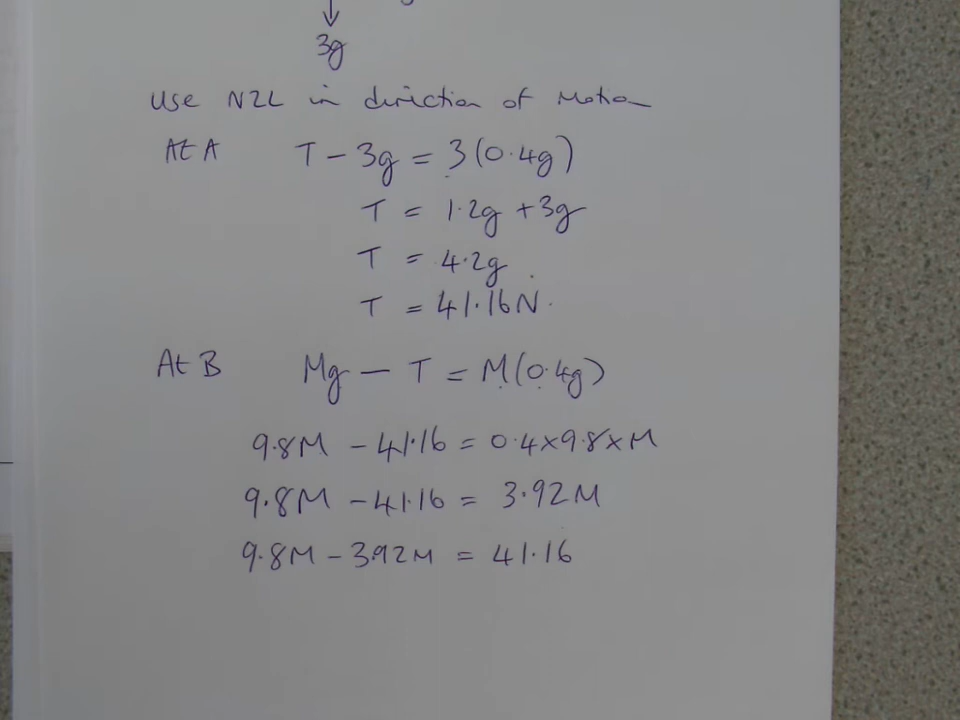 3g
Use N2L in direction of Motion
At A T - 3g = 3(0.4g)
T = 1.2g + 3g
T = 4.2g
T = 41.16N.
At B Mg - T = M(0.4g)
9.8M - 41.16 = 0.4×9.8×M
9.8M - 41.16 = 3.92M
9.8M - 3.92M = 41.16